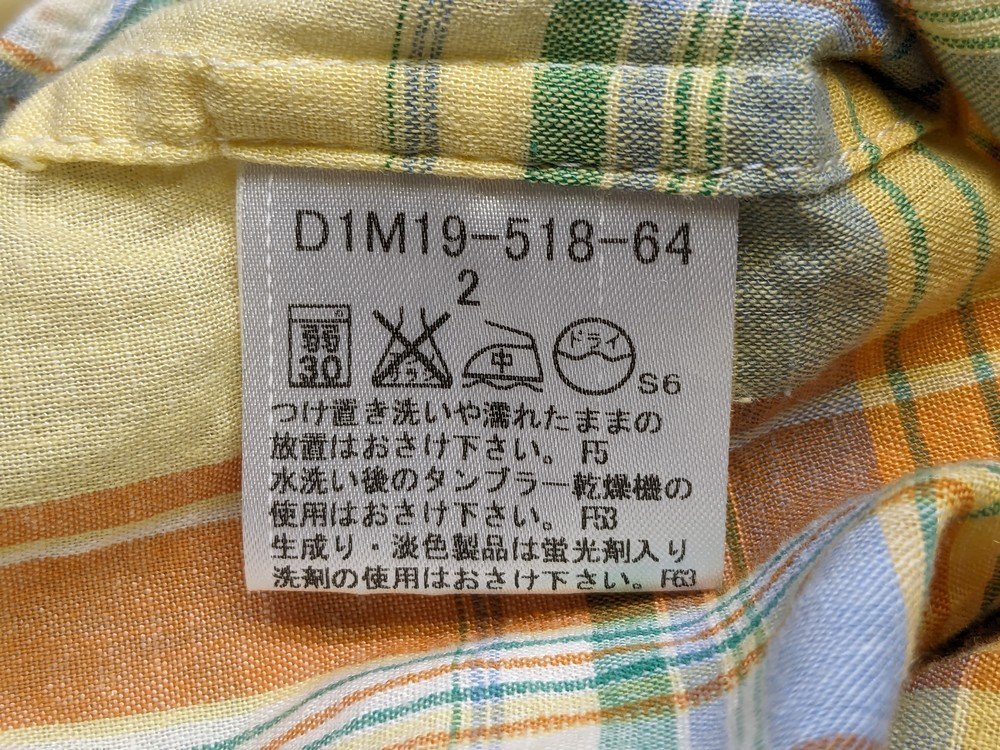 D1M19-518-64
2
弱
30
中
ドライ
S6
つけ置き洗いや濡れたままの
放置はおさけ下さい。 F5
水洗い後のタンブラー乾燥機の
使用はおさけ下さい。 F53
生成り・淡色製品は蛍光剤入り
洗剤の使用はおさけ下さい。F63